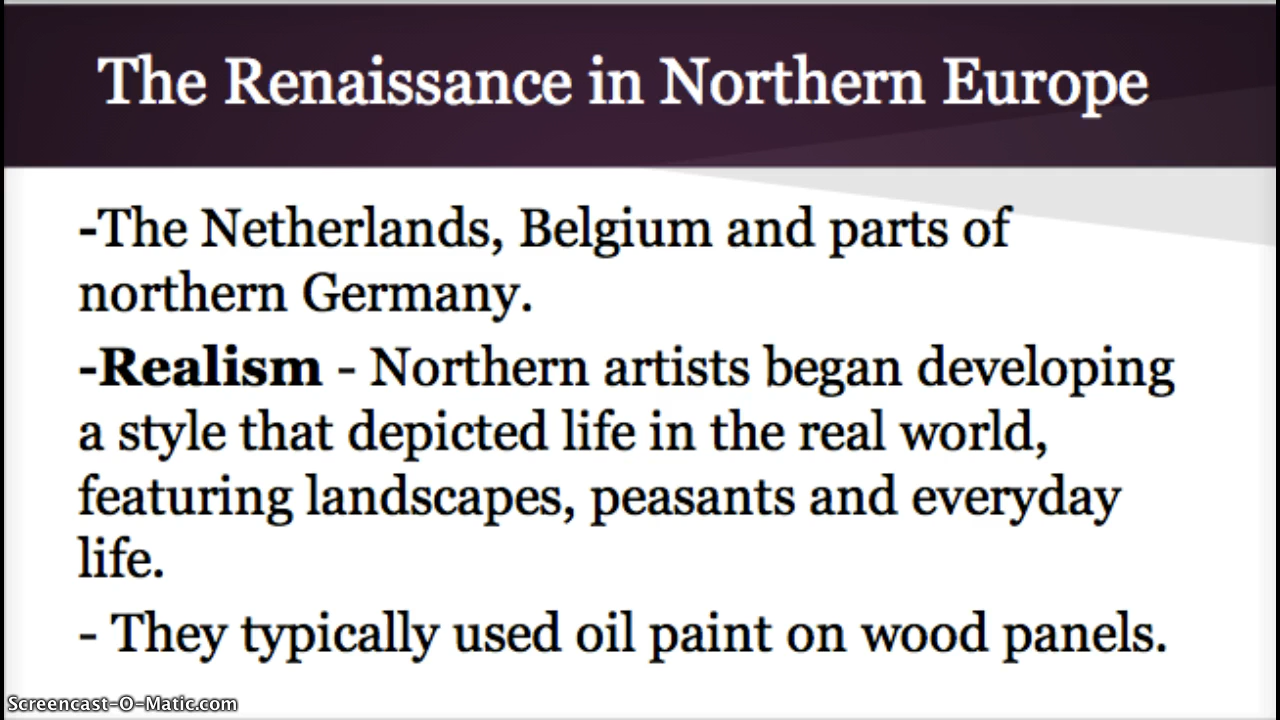 The Renaissance in Northern Europe
-The Netherlands, Belgium and parts of
northern Germany.
-Realism - Northern artists began developing
a style that depicted life in the real world,
featuring landscapes, peasants and everyday
life.
- They typically used oil paint on wood panels.
Screencast-O-Matic.com